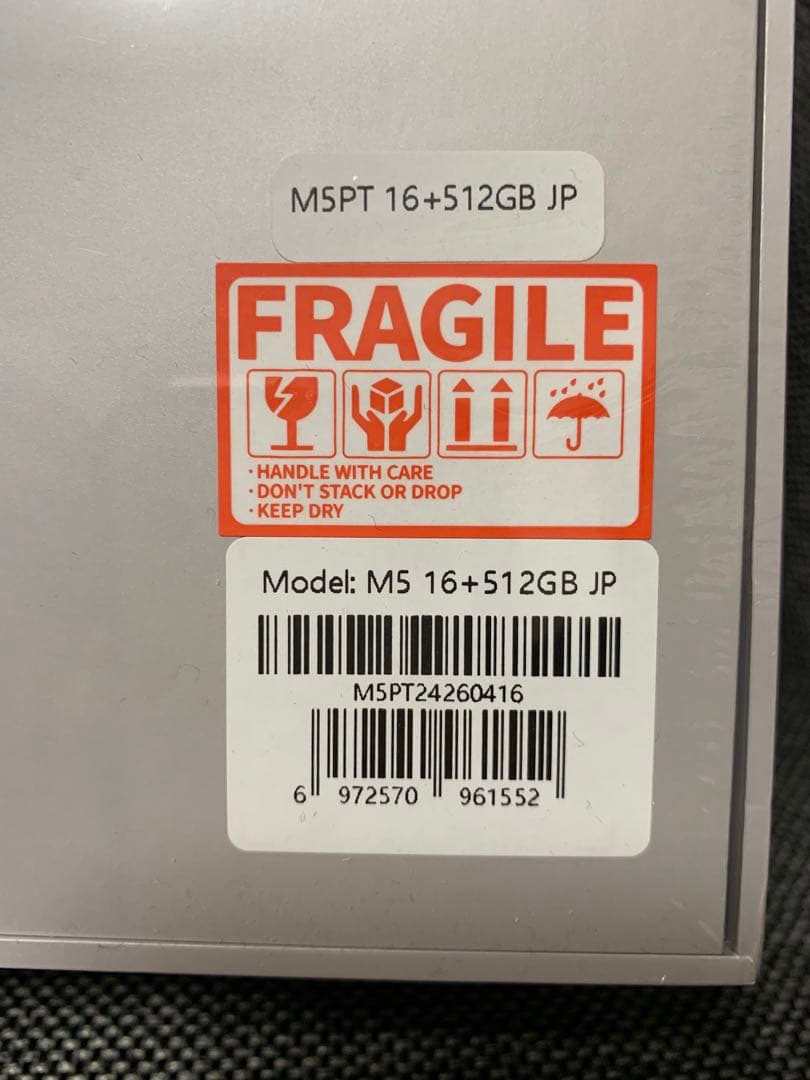 M5PT 16+512GB JP
FRAGILE
·HANDLE WITH CARE
·DON'T STACK OR DROP
·KEEP DRY
Model: M5 16+512GB JP
M5PT24260416
6 972570 961552